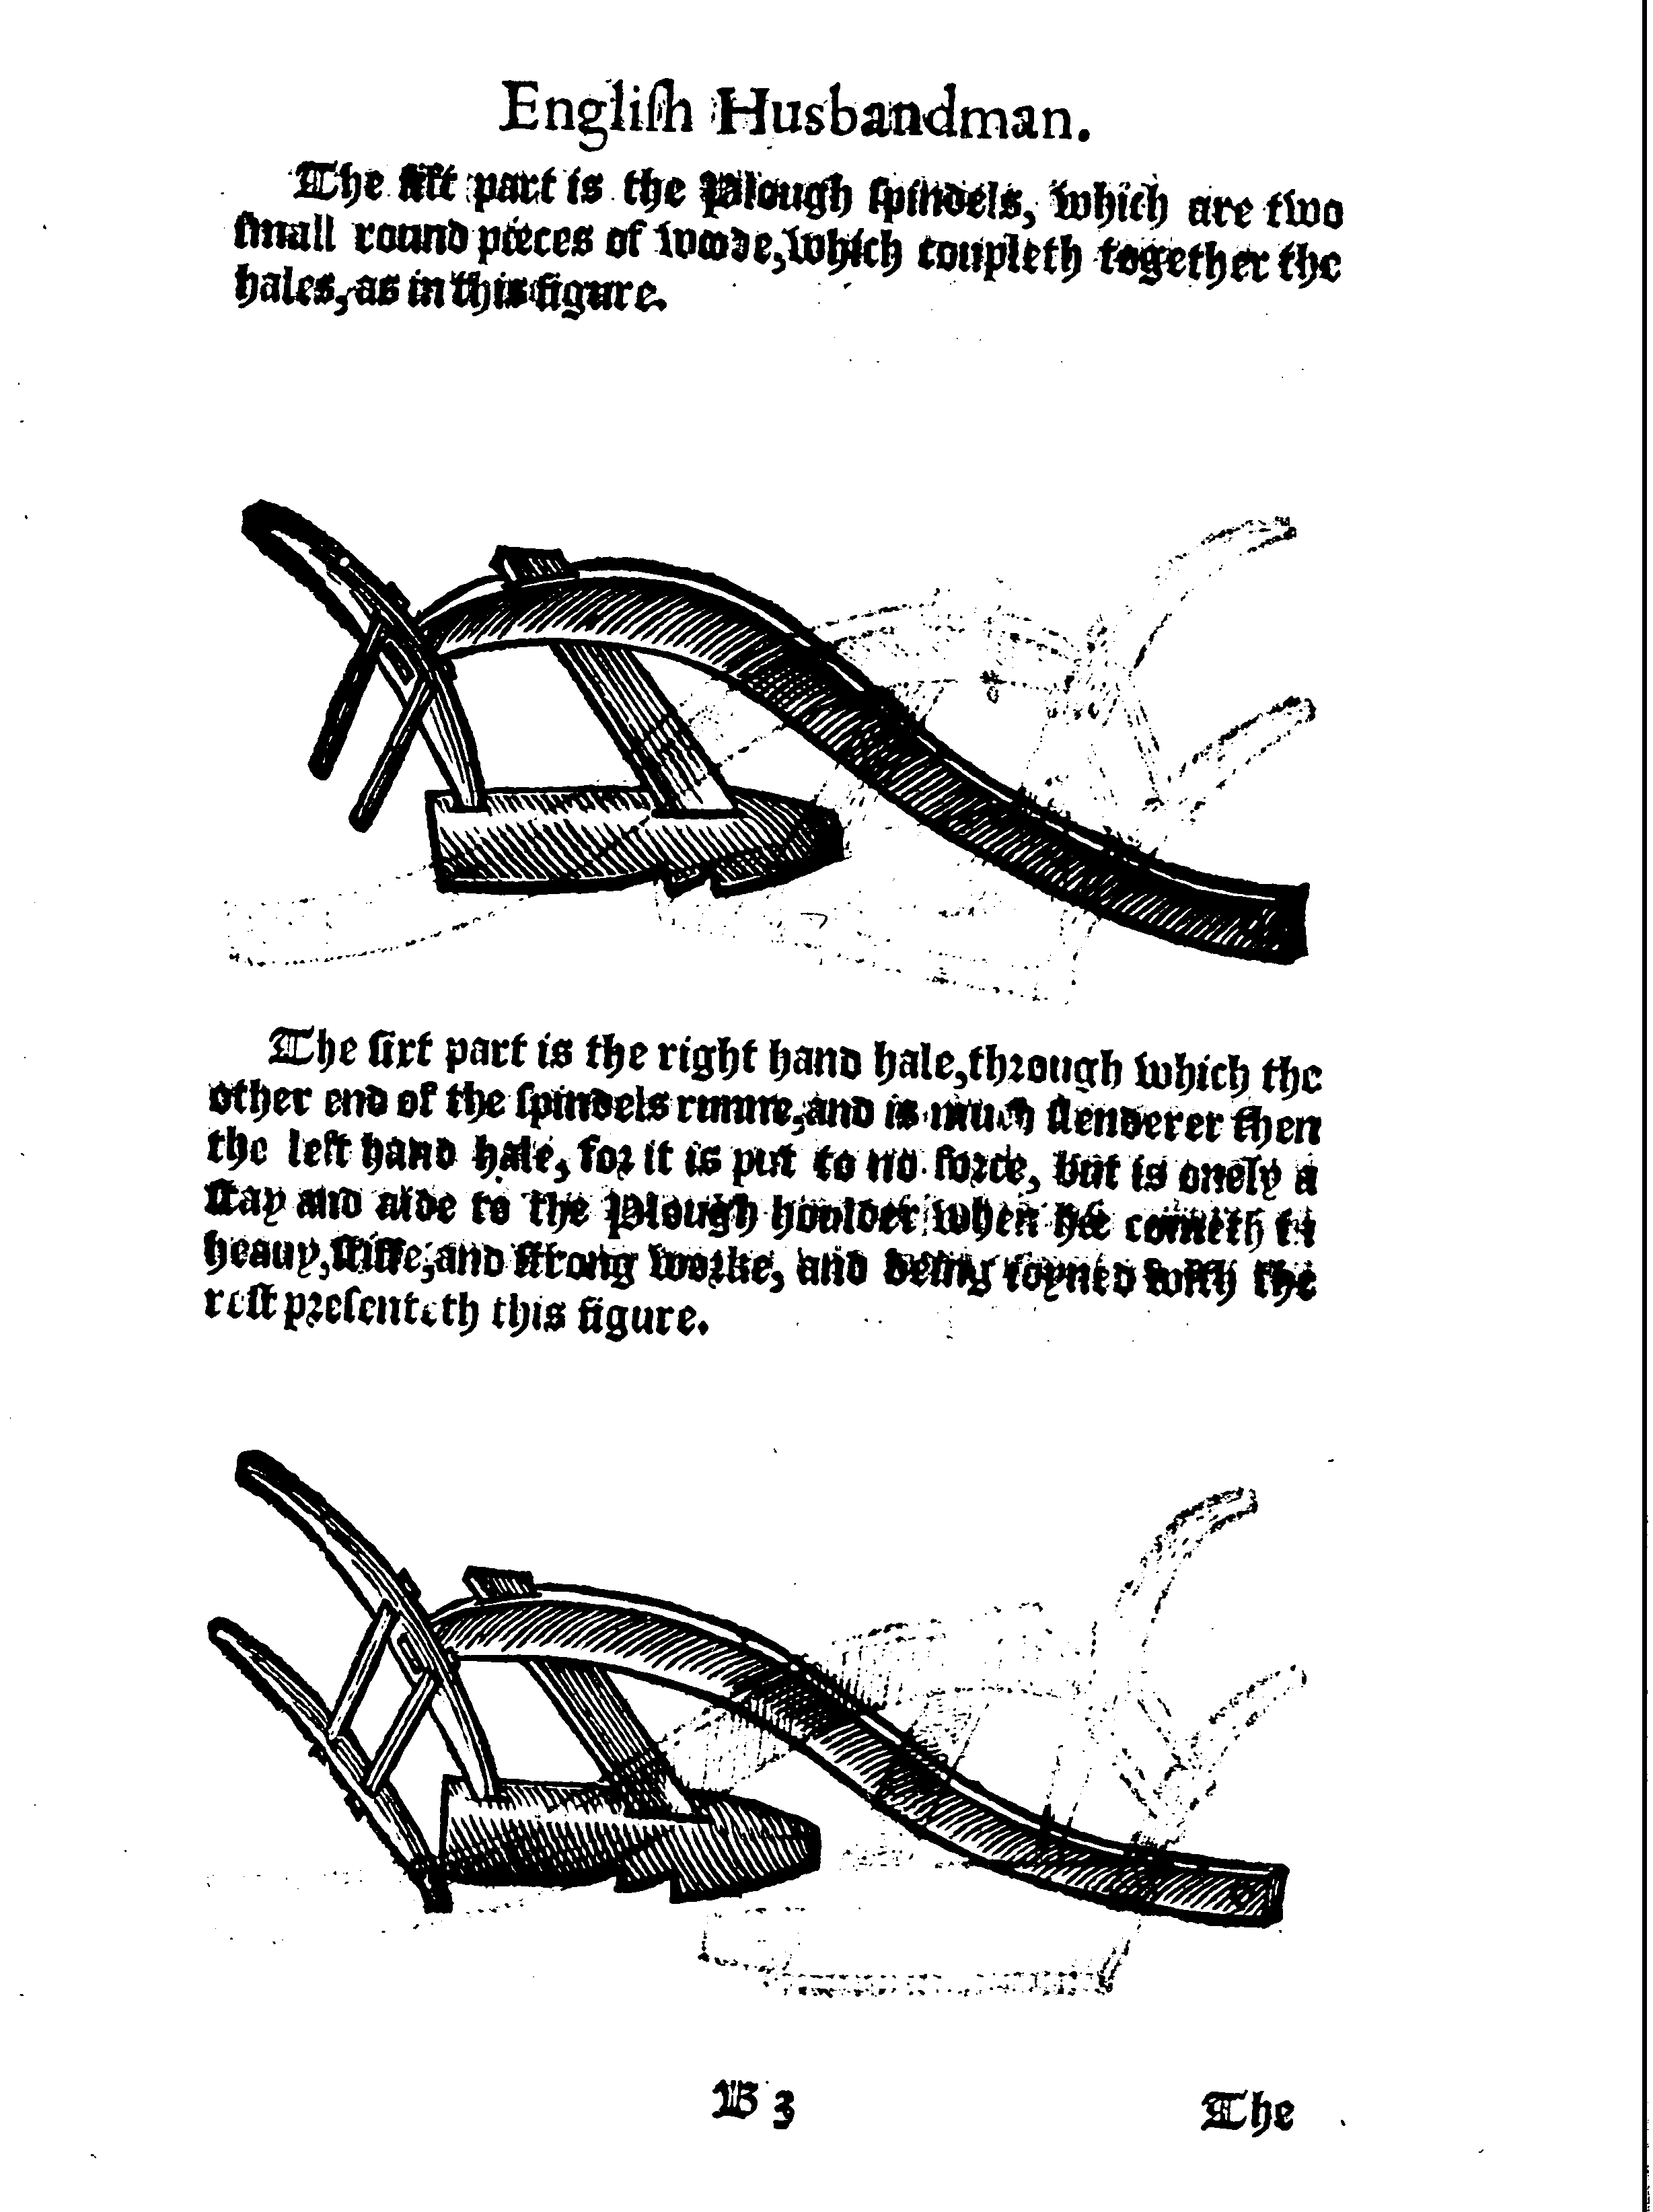 Engliſh Husbandman.
The fift part is the Plough ſpindels, which are two
ſmall round péeces of woode, which coupleth together the
hales, as in this figure.
The ſixt part is the right hand hale, through which the
other end of the ſpindels runne, and is much ſlenderer then
the left hand hale, for it is put to no force, but is onely a
ſtay and aide to the Plough houlder when hée commeth in
heauy, ſtiffe, and ſtrong worke, and being ioyned with the
reſt preſenteth this figure.
B 3
The